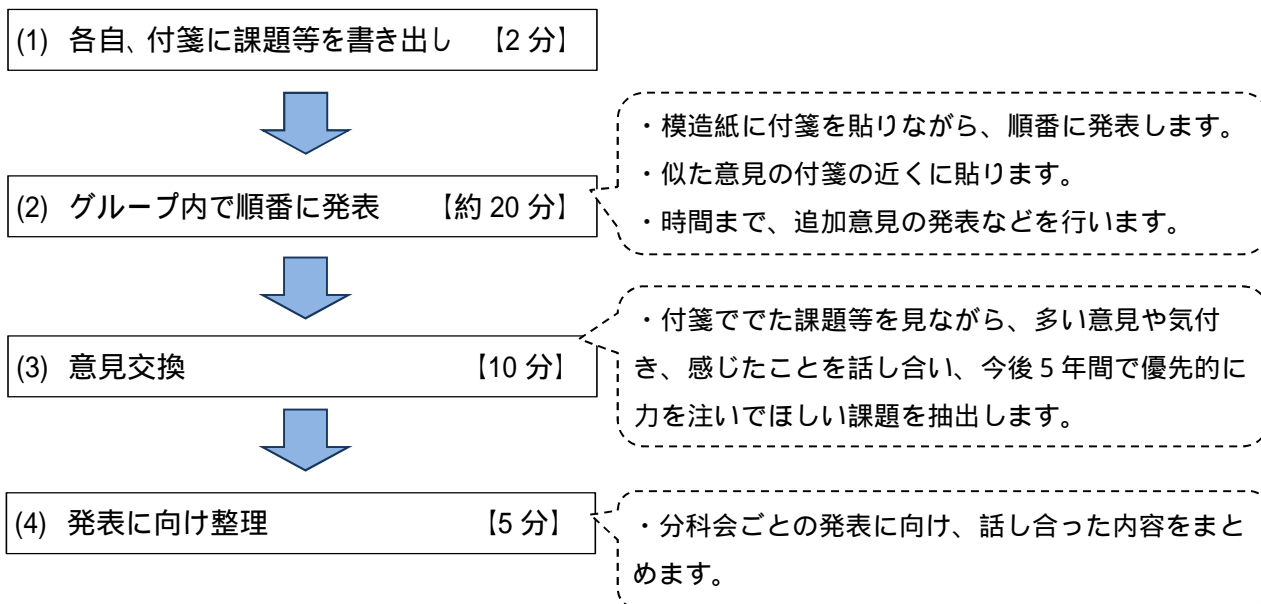 (1) 各自、付箋に課題等を書き出し 【2 分】
・模造紙に付箋を貼りながら、順番に発表します。
・似た意見の付箋の近くに貼ります。
・時間まで、追加意見の発表などを行います。
(2) グループ内で順番に発表 【約 20 分】
・付箋ででた課題等を見ながら、多い意見や気付
き、感じたことを話し合い、今後 5 年間で優先的に
力を注いでほしい課題を抽出します。
(3) 意見交換 【10 分】
(4) 発表に向け整理 【5 分】
・分科会ごとの発表に向け、話し合った内容をまと
めます。